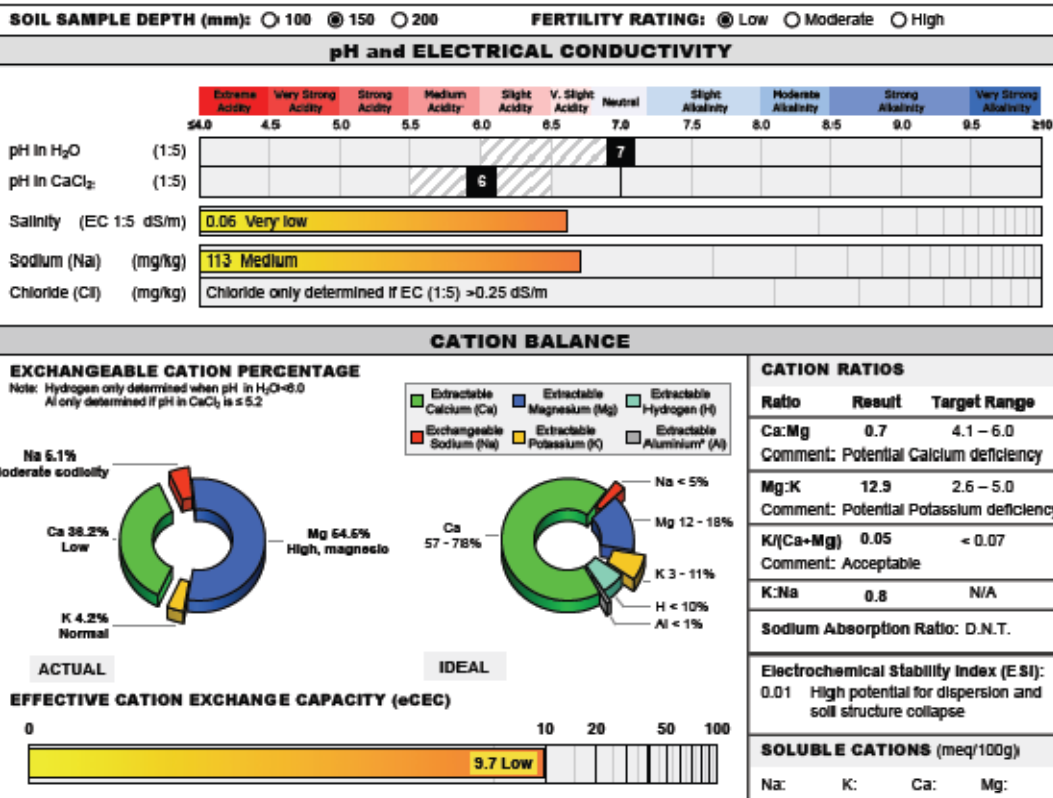 SOIL SAMPLE DEPTH (mm): 100 150 200 FERTILITY RATING: Low Moderate High
pH and ELECTRICAL CONDUCTIVITY
Extreme Acidity Very Strong Acidity Strong Acidity Medium Acidity Slight Acidity V. Slight Acidity Neutral Slight Alkalinity Moderate Alkalinity Strong Alkalinity Very Strong Alkalinity
≤4.0 4.5 5.0 5.5 6.0 6.5 7.0 7.5 8.0 8.5 9.0 9.5 ≥10
pH in H₂O (1:5) 7
pH in CaCl₂ (1:5) 6
Salinity (EC 1:5 dS/m) 0.06 Very low
Sodium (Na) (mg/kg) 113 Medium
Chloride (Cl) (mg/kg) Chloride only determined if EC (1:5) >0.25 dS/m
CATION BALANCE
EXCHANGEABLE CATION PERCENTAGE
Note: Hydrogen only determined when pH in H₂O<6.0
Al only determined if pH in CaCl₂ is ≤ 5.2
Extractable Calcium (Ca) Extractable Magnesium (Mg) Extractable Hydrogen (H)
Exchangeable Sodium (Na) Extractable Potassium (K) Extractable Aluminium* (Al)
Na 5.1%
oderate sodicity
Ca 36.2%
Low
Mg 54.5%
High, magnesic
K 4.2%
Normal
ACTUAL
Na < 5%
Mg 12 - 18%
Ca
57 - 78%
K 3 - 11%
H < 10%
Al < 1%
IDEAL
EFFECTIVE CATION EXCHANGE CAPACITY (eCEC)
0 10 20 50 100
9.7 Low
CATION RATIOS
Ratio Result Target Range
Ca:Mg 0.7 4.1 – 6.0
Comment: Potential Calcium deficiency
Mg:K 12.9 2.6 – 5.0
Comment: Potential Potassium deficiency
K/(Ca+Mg) 0.05 < 0.07
Comment: Acceptable
K:Na 0.8 N/A
Sodium Absorption Ratio: D.N.T.
Electrochemical Stability Index (ESI):
0.01 High potential for dispersion and
soil structure collapse
SOLUBLE CATIONS (meq/100g)
Na: K: Ca: Mg: